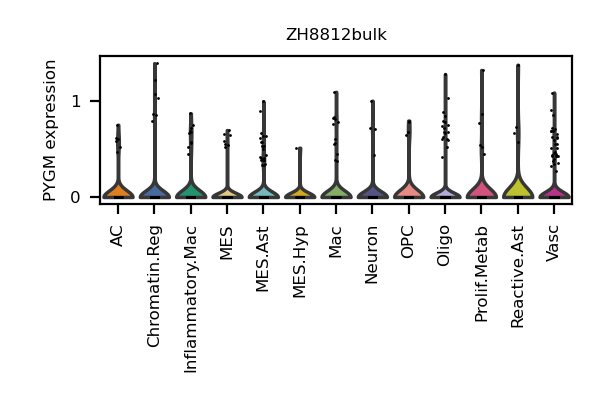 ZH8812bulk
PYGM expression
1
0
AC
Chromatin.Reg
Inflammatory.Mac
MES
MES.Ast
MES.Hyp
Mac
Neuron
OPC
Oligo
Prolif.Metab
Reactive.Ast
Vasc